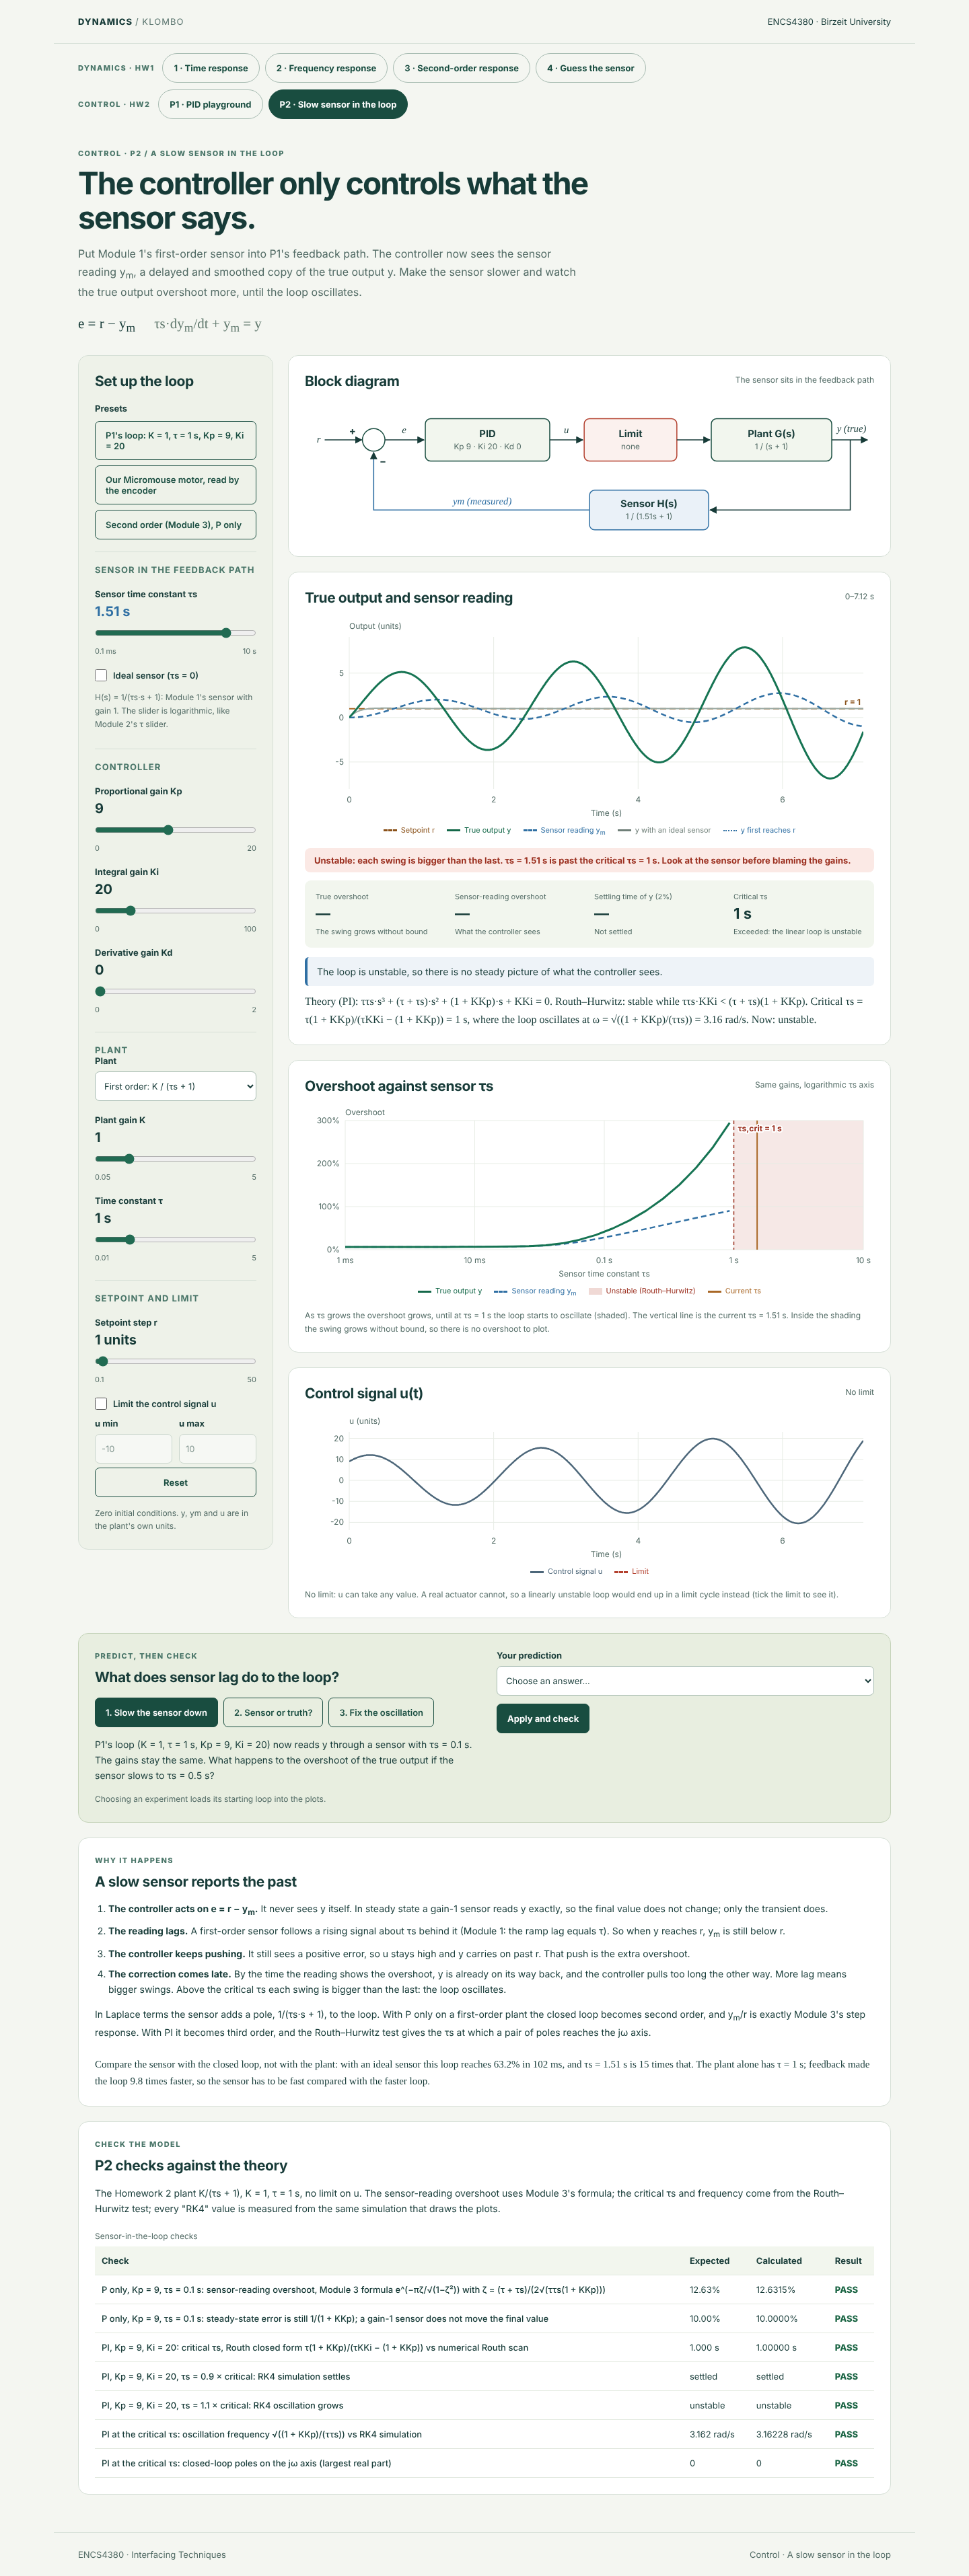 DYNAMICS / KLOMBO
ENCS4380 · Birzeit University
DYNAMICS · HW1
1 · Time response
2 · Frequency response
3 · Second-order response
4 · Guess the sensor
CONTROL · HW2
P1 · PID playground
P2 · Slow sensor in the loop
CONTROL · P2 / A SLOW SENSOR IN THE LOOP
The controller only controls what the
sensor says.
Put Module 1's first-order sensor into P1's feedback path. The controller now sees the sensor
reading ym, a delayed and smoothed copy of the true output y. Make the sensor slower and watch
the true output overshoot more, until the loop oscillates.
e = r − ym
τs·dym/dt + ym = y
Set up the loop
Presets
P1's loop: K = 1, τ = 1 s, Kp = 9, Ki
= 20
Our Micromouse motor, read by
the encoder
Second order (Module 3), P only
SENSOR IN THE FEEDBACK PATH
Sensor time constant τs
1.51 s
0.1 ms
10 s
Ideal sensor (τs = 0)
H(s) = 1/(τs·s + 1): Module 1's sensor with
gain 1. The slider is logarithmic, like
Module 2's τ slider.
CONTROLLER
Proportional gain Kp
9
0
20
Integral gain Ki
20
0
100
Derivative gain Kd
0
0
2
PLANT
Plant
First order: K / (τs + 1)
Plant gain K
1
0.05
5
Time constant τ
1 s
0.01
5
SETPOINT AND LIMIT
Setpoint step r
1 units
0.1
50
Limit the control signal u
u min
u max
-10
10
Reset
Zero initial conditions. y, ym and u are in
the plant's own units.
Block diagram
The sensor sits in the feedback path
r
+
−
e
PID
Kp 9 · Ki 20 · Kd 0
u
Limit
none
Plant G(s)
1 / (s + 1)
y (true)
ym (measured)
Sensor H(s)
1 / (1.51s + 1)
True output and sensor reading
0–7.12 s
Output (units)
5
0
-5
r = 1
0
2
4
6
Time (s)
Setpoint r
True output y
Sensor reading ym
y with an ideal sensor
y first reaches r
Unstable: each swing is bigger than the last. τs = 1.51 s is past the critical τs = 1 s. Look at the sensor before blaming the gains.
True overshoot
—
The swing grows without bound
Sensor-reading overshoot
—
What the controller sees
Settling time of y (2%)
—
Not settled
Critical τs
1 s
Exceeded: the linear loop is unstable
The loop is unstable, so there is no steady picture of what the controller sees.
Theory (PI): ττs·s³ + (τ + τs)·s² + (1 + KKp)·s + KKi = 0. Routh–Hurwitz: stable while ττs·KKi < (τ + τs)(1 + KKp). Critical τs =
τ(1 + KKp)/(τKKi − (1 + KKp)) = 1 s, where the loop oscillates at ω = √((1 + KKp)/(ττs)) = 3.16 rad/s. Now: unstable.
Overshoot against sensor τs
Same gains, logarithmic τs axis
Overshoot
300%
200%
100%
0%
τs,crit = 1 s
1 ms
10 ms
0.1 s
1 s
10 s
Sensor time constant τs
True output y
Sensor reading ym
Unstable (Routh–Hurwitz)
Current τs
As τs grows the overshoot grows, until at τs = 1 s the loop starts to oscillate (shaded). The vertical line is the current τs = 1.51 s. Inside the shading
the swing grows without bound, so there is no overshoot to plot.
Control signal u(t)
No limit
u (units)
20
10
0
-10
-20
0
2
4
6
Time (s)
Control signal u
Limit
No limit: u can take any value. A real actuator cannot, so a linearly unstable loop would end up in a limit cycle instead (tick the limit to see it).
PREDICT, THEN CHECK
What does sensor lag do to the loop?
1. Slow the sensor down
2. Sensor or truth?
3. Fix the oscillation
P1's loop (K = 1, τ = 1 s, Kp = 9, Ki = 20) now reads y through a sensor with τs = 0.1 s.
The gains stay the same. What happens to the overshoot of the true output if the
sensor slows to τs = 0.5 s?
Choosing an experiment loads its starting loop into the plots.
Your prediction
Choose an answer...
Apply and check
WHY IT HAPPENS
A slow sensor reports the past
1. The controller acts on e = r − ym. It never sees y itself. In steady state a gain-1 sensor reads y exactly, so the final value does not change; only the transient does.
2. The reading lags. A first-order sensor follows a rising signal about τs behind it (Module 1: the ramp lag equals τ). So when y reaches r, ym is still below r.
3. The controller keeps pushing. It still sees a positive error, so u stays high and y carries on past r. That push is the extra overshoot.
4. The correction comes late. By the time the reading shows the overshoot, y is already on its way back, and the controller pulls too long the other way. More lag means
bigger swings. Above the critical τs each swing is bigger than the last: the loop oscillates.
In Laplace terms the sensor adds a pole, 1/(τs·s + 1), to the loop. With P only on a first-order plant the closed loop becomes second order, and ym/r is exactly Module 3's step
response. With PI it becomes third order, and the Routh–Hurwitz test gives the τs at which a pair of poles reaches the jω axis.
Compare the sensor with the closed loop, not with the plant: with an ideal sensor this loop reaches 63.2% in 102 ms, and τs = 1.51 s is 15 times that. The plant alone has τ = 1 s; feedback made
the loop 9.8 times faster, so the sensor has to be fast compared with the faster loop.
CHECK THE MODEL
P2 checks against the theory
The Homework 2 plant K/(τs + 1), K = 1, τ = 1 s, no limit on u. The sensor-reading overshoot uses Module 3's formula; the critical τs and frequency come from the Routh–
Hurwitz test; every "RK4" value is measured from the same simulation that draws the plots.
Sensor-in-the-loop checks
Check Expected Calculated Result
P only, Kp = 9, τs = 0.1 s: sensor-reading overshoot, Module 3 formula e^(−πζ/√(1−ζ²)) with ζ = (τ + τs)/(2√(ττs(1 + KKp))) 12.63% 12.6315% PASS
P only, Kp = 9, τs = 0.1 s: steady-state error is still 1/(1 + KKp); a gain-1 sensor does not move the final value 10.00% 10.0000% PASS
PI, Kp = 9, Ki = 20: critical τs, Routh closed form τ(1 + KKp)/(τKKi − (1 + KKp)) vs numerical Routh scan 1.000 s 1.00000 s PASS
PI, Kp = 9, Ki = 20, τs = 0.9 × critical: RK4 simulation settles settled settled PASS
PI, Kp = 9, Ki = 20, τs = 1.1 × critical: RK4 oscillation grows unstable unstable PASS
PI at the critical τs: oscillation frequency √((1 + KKp)/(ττs)) vs RK4 simulation 3.162 rad/s 3.16228 rad/s PASS
PI at the critical τs: closed-loop poles on the jω axis (largest real part) 0 0 PASS
ENCS4380 · Interfacing Techniques
Control · A slow sensor in the loop